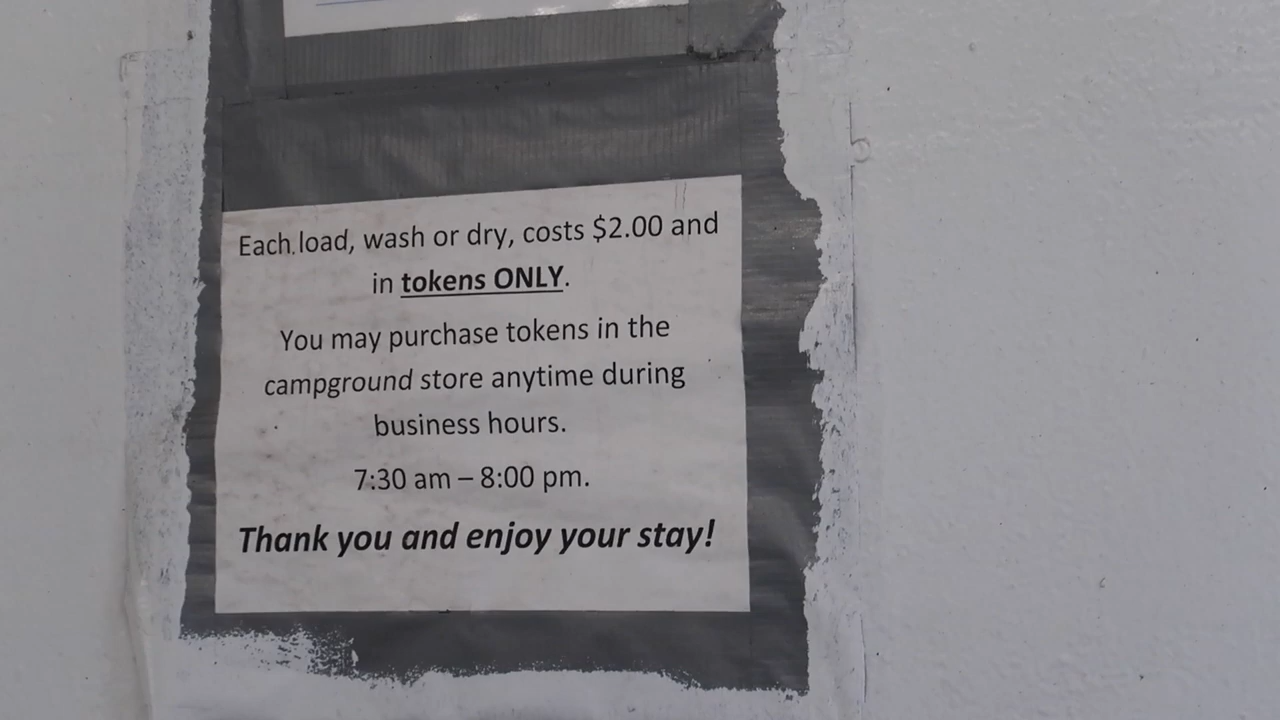 Each load, wash or dry, costs $2.00 and
in tokens ONLY.
You may purchase tokens in the
campground store anytime during
business hours.
7:30 am – 8:00 pm.
Thank you and enjoy your stay!